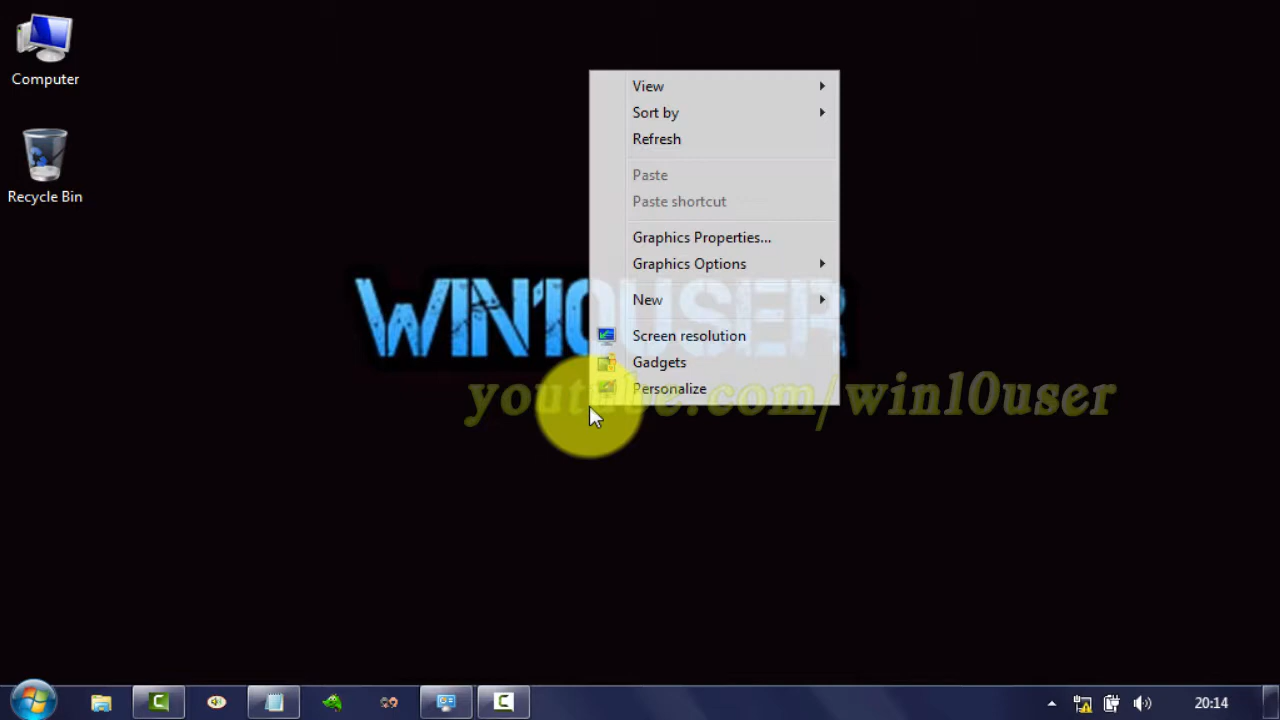 Computer
Recycle Bin
View
Sort by
Refresh
Paste
Paste shortcut
Graphics Properties...
Graphics Options
New
Screen resolution
Gadgets
Personalize
WIN10USER
youtube.com/win10user
20:14